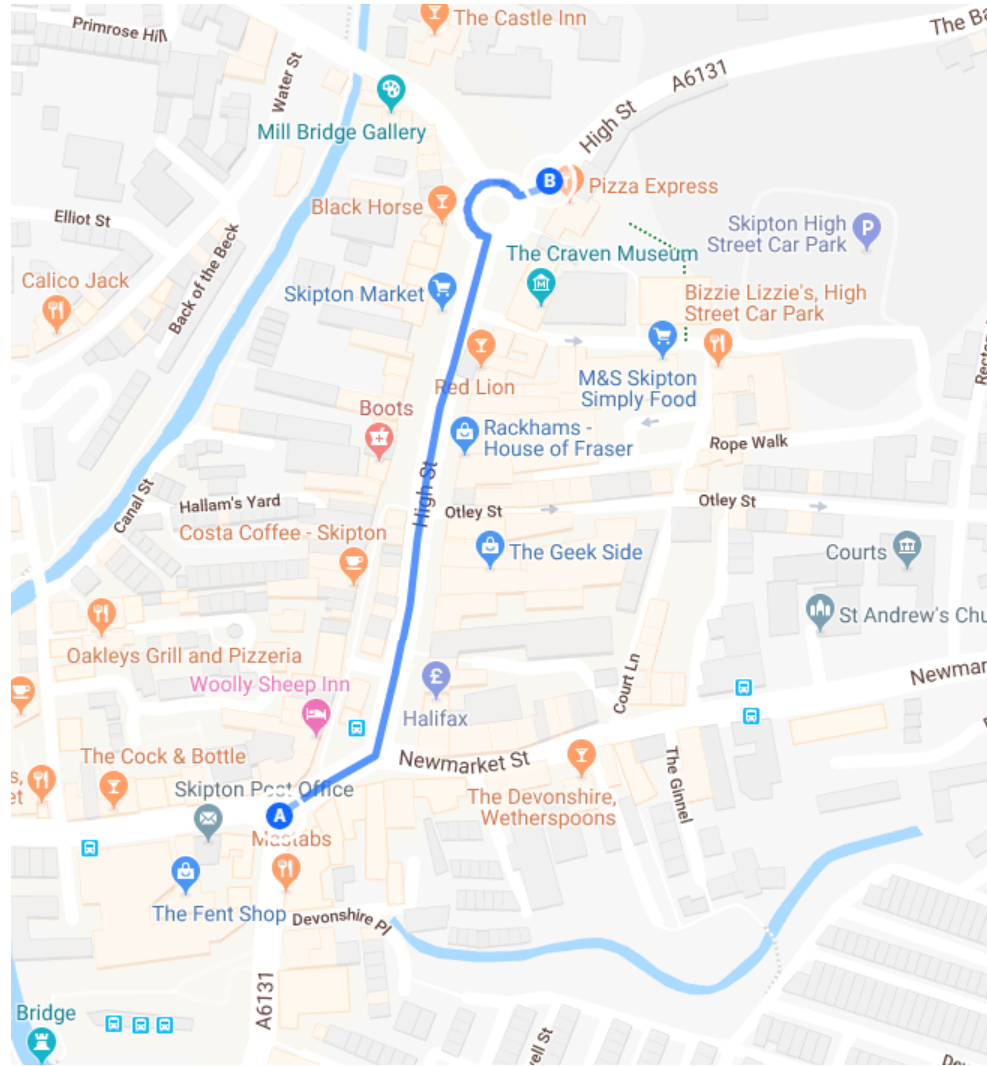 The Castle Inn
Primrose Hill
The Ba
A6131
Water St
Mill Bridge Gallery
High St
B
Pizza Express
Black Horse
Elliot St
Skipton High
Street Car Park
P
The Craven Museum
M
Calico Jack
Back of the Beck
Skipton Market
Bizzie Lizzie's, High
Street Car Park
Red Lion
M&S Skipton
Simply Food
Boots
Rackhams -
House of Fraser
Rope Walk
High St
Canal St
Hallam's Yard
Otley St
Otley St
Costa Coffee - Skipton
The Geek Side
Courts
St Andrew's Chu
Oakleys Grill and Pizzeria
Woolly Sheep Inn
£
Halifax
Court Ln
Newmar
The Cock & Bottle
Newmarket St
The Ginnel
Skipton Post Office
A
The Devonshire,
Wetherspoons
Mastabs
The Fent Shop
Devonshire Pl
A6131
Bridge